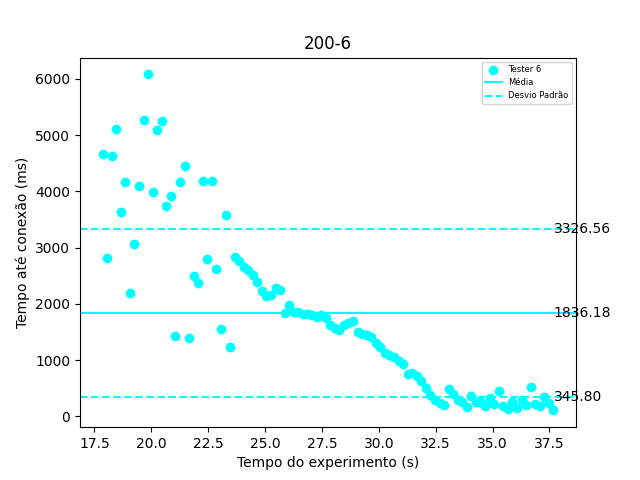 200-6
Tester 6
Média
Desvio Padrão
Tempo até conexão (ms)
6000
5000
4000
3000
2000
1000
0
3326.56
1836.18
345.80
17.5 20.0 22.5 25.0 27.5 30.0 32.5 35.0 37.5
Tempo do experimento (s)